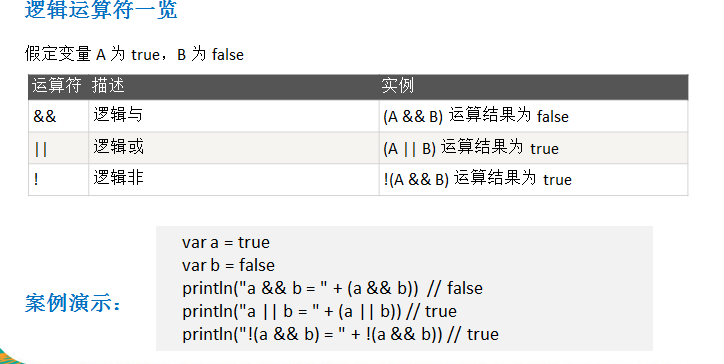 逻辑运算符一览
假定变量 A 为 true，B 为 false
运算符 描述 实例
&& 逻辑与 (A && B) 运算结果为 false
|| 逻辑或 (A || B) 运算结果为 true
! 逻辑非 !(A && B) 运算结果为 true
var a = true
var b = false
println("a && b = " + (a && b)) // false
案例演示：
println("a || b = " + (a || b)) // true
println("!(a && b) = " + !(a && b)) // true